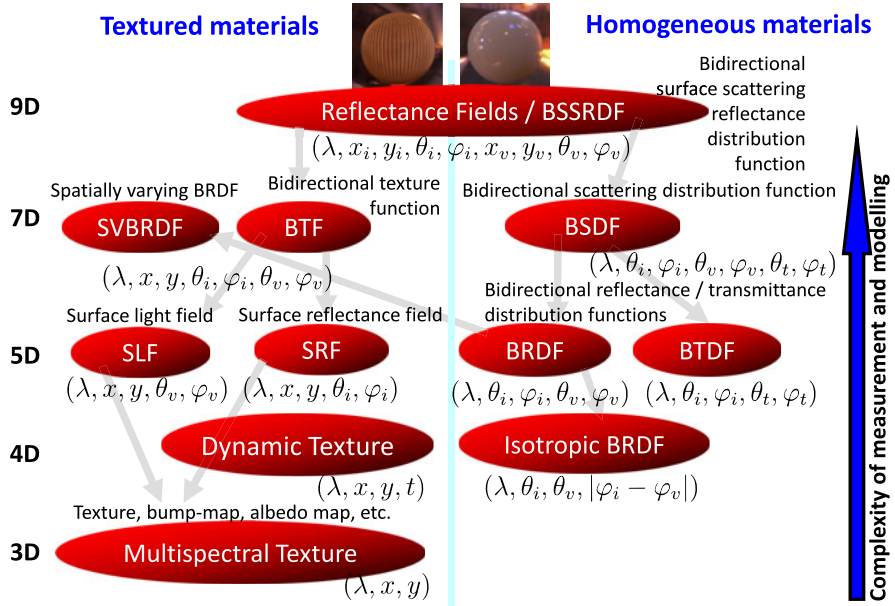 Textured materials
Homogeneous materials
Bidirectional
surface scattering
reflectance
distribution
function
9D
Reflectance Fields / BSSRDF
(λ, x_i, y_i, θ_i, φ_i, x_v, y_v, θ_v, φ_v)
Spatially varying BRDF
Bidirectional texture
function
Bidirectional scattering distribution function
7D
SVBRDF
BTF
BSDF
(λ, x, y, θ_i, φ_i, θ_v, φ_v)
(λ, θ_i, φ_i, θ_v, φ_v, θ_t, φ_t)
Surface light field
Surface reflectance field
Bidirectional reflectance / transmittance
distribution functions
5D
SLF
SRF
BRDF
BTDF
(λ, x, y, θ_v, φ_v)
(λ, x, y, θ_i, φ_i)
(λ, θ_i, φ_i, θ_v, φ_v)
(λ, θ_i, φ_i, θ_t, φ_t)
4D
Dynamic Texture
Isotropic BRDF
(λ, x, y, t)
(λ, θ_i, θ_v, |φ_i − φ_v|)
Texture, bump-map, albedo map, etc.
3D
Multispectral Texture
(λ, x, y)
Complexity of measurement and modelling